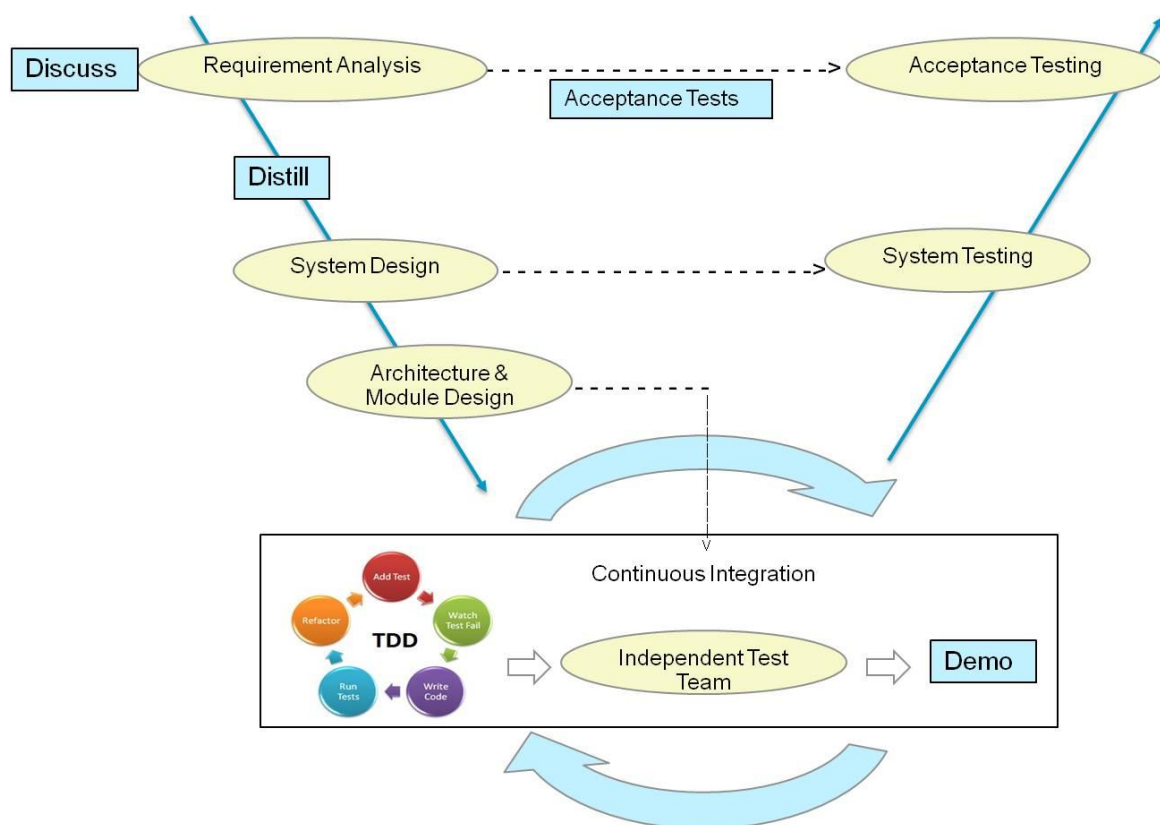 Discuss
Requirement Analysis
Acceptance Tests
Acceptance Testing
Distill
System Design
System Testing
Architecture &
Module Design
Continuous Integration
Add Test
Watch
Test Fail
Write
Code
Run
Tests
Refactor
TDD
Independent Test
Team
Demo